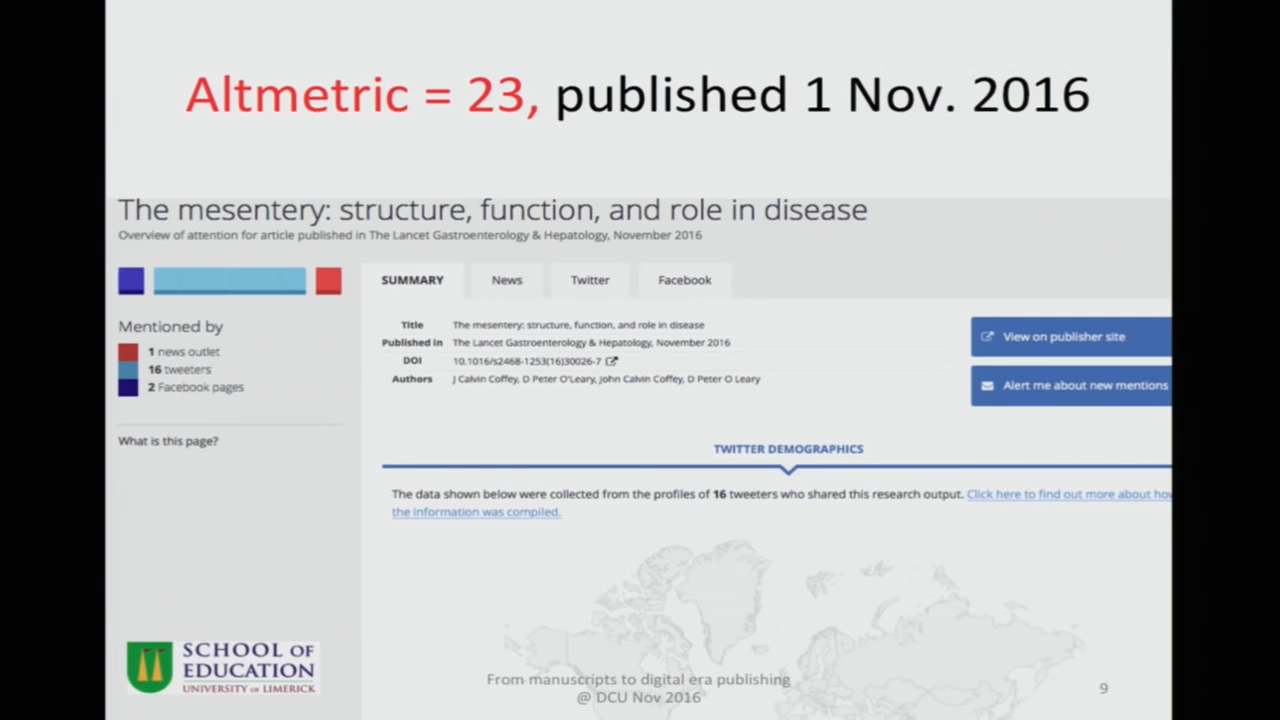 Altmetric = 23, published 1 Nov. 2016
The mesentery: structure, function, and role in disease
Overview of attention for article published in The Lancet Gastroenterology & Hepatology, November 2016
SUMMARY News Twitter Facebook
Mentioned by
1 news outlet
16 tweeters
2 Facebook pages
What is this page?
Title The mesentery: structure, function, and role in disease
Published in The Lancet Gastroenterology & Hepatology, November 2016
DOI 10.1016/s2468-1253(16)30026-7
Authors J Calvin Coffey, D Peter O'Leary, John Calvin Coffey, D Peter O Leary
View on publisher site
Alert me about new mentions
TWITTER DEMOGRAPHICS
The data shown below were collected from the profiles of 16 tweeters who shared this research output. Click here to find out more about how
the information was compiled.
SCHOOL OF
EDUCATION
UNIVERSITY of LIMERICK
From manuscripts to digital era publishing
@ DCU Nov 2016
9